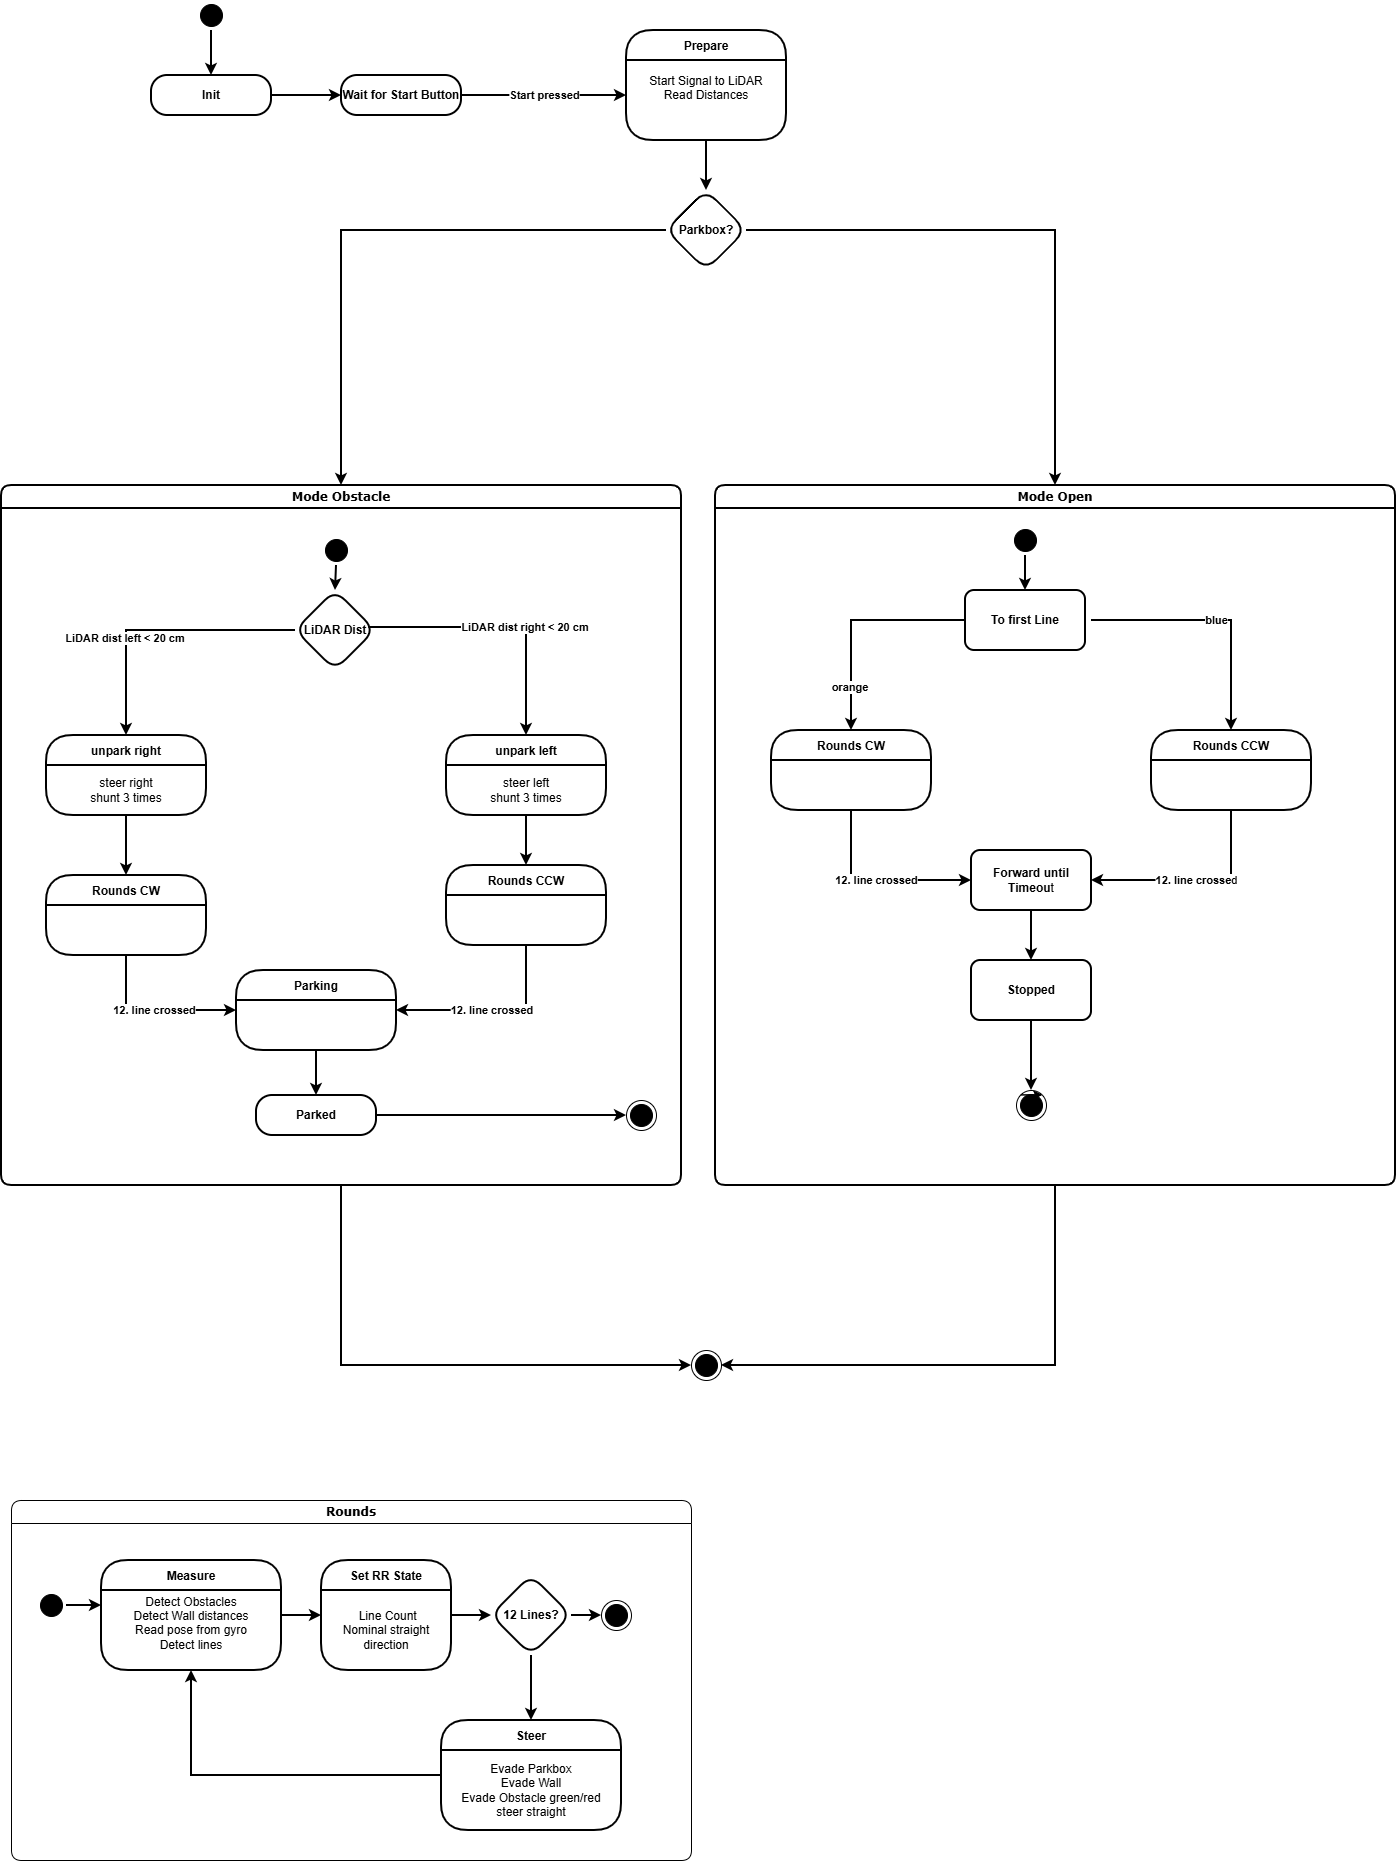 Init
Wait for Start Button
Start pressed
Prepare
Start Signal to LiDAR
Read Distances
Parkbox?
Mode Obstacle
LiDAR Dist
LiDAR dist left < 20 cm
LiDAR dist right < 20 cm
unpark right
steer right
shunt 3 times
unpark left
steer left
shunt 3 times
Rounds CW
Rounds CCW
12. line crossed
Parking
12. line crossed
Parked
Mode Open
To first Line
blue
orange
Rounds CW
Rounds CCW
12. line crossed
Forward until
Timeout
12. line crossed
Stopped
Rounds
Measure
Detect Obstacles
Detect Wall distances
Read pose from gyro
Detect lines
Set RR State
Line Count
Nominal straight
direction
12 Lines?
Steer
Evade Parkbox
Evade Wall
Evade Obstacle green/red
steer straight